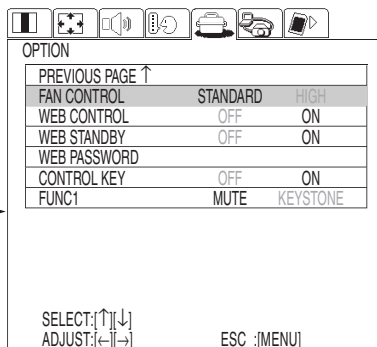 OPTION
PREVIOUS PAGE ↑
FAN CONTROL STANDARD HIGH
WEB CONTROL OFF ON
WEB STANDBY OFF ON
WEB PASSWORD
CONTROL KEY OFF ON
FUNC1 MUTE KEYSTONE
SELECT:[↑][↓]
ADJUST:[←][→] ESC :[MENU]